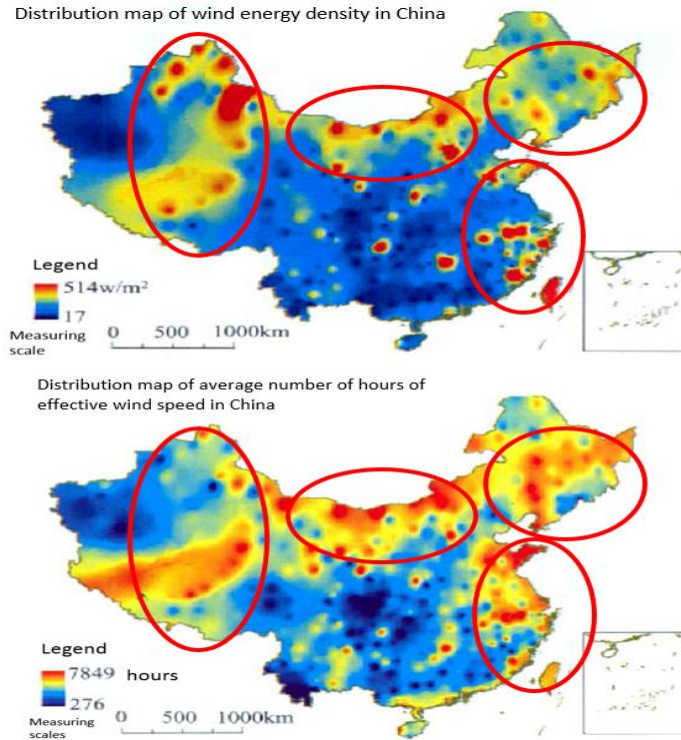 Distribution map of wind energy density in China
Legend
514w/m²
17
Measuring
scale
0 500 1000km
Distribution map of average number of hours of
effective wind speed in China
Legend
7849 hours
276
Measuring
scales
0 500 1000km